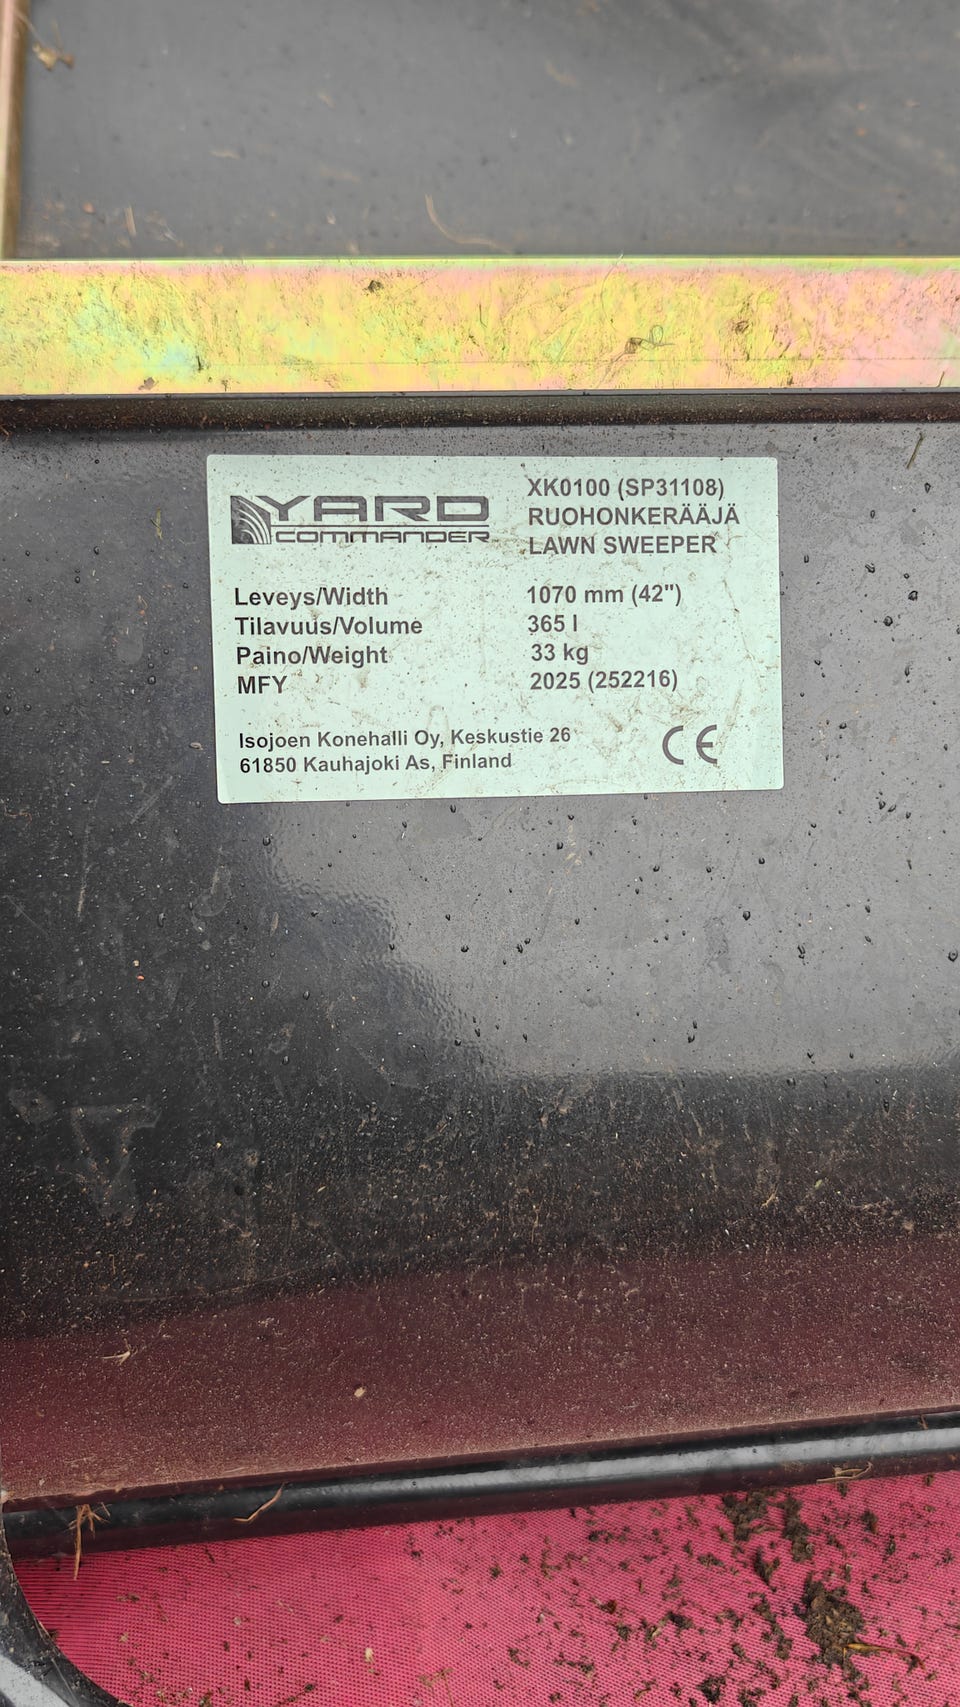 YARD
COMMANDER
XK0100 (SP31108)
RUOHONKERÄÄJÄ
LAWN SWEEPER
Leveys/Width 1070 mm (42")
Tilavuus/Volume 365 l
Paino/Weight 33 kg
MFY 2025 (252216)
Isojoen Konehalli Oy, Keskustie 26
61850 Kauhajoki As, Finland
CE